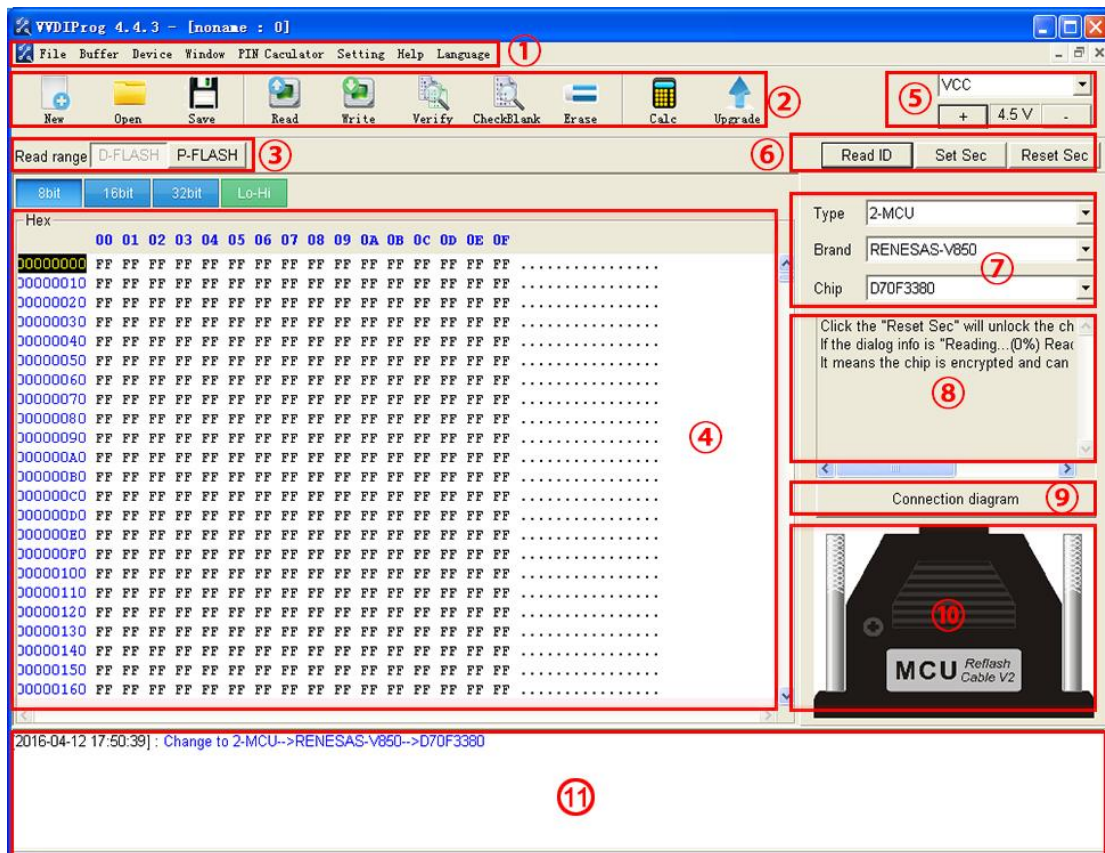 VVDIProg 4.4.3 - [noname : 0]
File Buffer Device Window PIN Caculator Setting Help Language ①
New Open Save Read Write Verify CheckBlank Erase Calc Upgrade ②
⑤ VCC
+ 4.5 V -
Read range D-FLASH P-FLASH ③
⑥ Read ID Set Sec Reset Sec
8bit 16bit 32bit Lo-Hi
Hex
00 01 02 03 04 05 06 07 08 09 0A 0B 0C 0D 0E 0F
00000000 FF FF FF FF FF FF FF FF FF FF FF FF FF FF FF FF ................
00000010 FF FF FF FF FF FF FF FF FF FF FF FF FF FF FF FF ................
00000020 FF FF FF FF FF FF FF FF FF FF FF FF FF FF FF FF ................
00000030 FF FF FF FF FF FF FF FF FF FF FF FF FF FF FF FF ................
00000040 FF FF FF FF FF FF FF FF FF FF FF FF FF FF FF FF ................
00000050 FF FF FF FF FF FF FF FF FF FF FF FF FF FF FF FF ................
00000060 FF FF FF FF FF FF FF FF FF FF FF FF FF FF FF FF ................
00000070 FF FF FF FF FF FF FF FF FF FF FF FF FF FF FF FF ................
00000080 FF FF FF FF FF FF FF FF FF FF FF FF FF FF FF FF ................
00000090 FF FF FF FF FF FF FF FF FF FF FF FF FF FF FF FF ................
000000A0 FF FF FF FF FF FF FF FF FF FF FF FF FF FF FF FF ................
000000B0 FF FF FF FF FF FF FF FF FF FF FF FF FF FF FF FF ................
000000C0 FF FF FF FF FF FF FF FF FF FF FF FF FF FF FF FF ................
000000D0 FF FF FF FF FF FF FF FF FF FF FF FF FF FF FF FF ................
000000E0 FF FF FF FF FF FF FF FF FF FF FF FF FF FF FF FF ................
000000F0 FF FF FF FF FF FF FF FF FF FF FF FF FF FF FF FF ................
00000100 FF FF FF FF FF FF FF FF FF FF FF FF FF FF FF FF ................
00000110 FF FF FF FF FF FF FF FF FF FF FF FF FF FF FF FF ................
00000120 FF FF FF FF FF FF FF FF FF FF FF FF FF FF FF FF ................
00000130 FF FF FF FF FF FF FF FF FF FF FF FF FF FF FF FF ................
00000140 FF FF FF FF FF FF FF FF FF FF FF FF FF FF FF FF ................
00000150 FF FF FF FF FF FF FF FF FF FF FF FF FF FF FF FF ................
00000160 FF FF FF FF FF FF FF FF FF FF FF FF FF FF FF FF ................
④
Type 2-MCU
Brand RENESAS-V850
⑦
Chip D70F3380
Click the "Reset Sec" will unlock the ch
If the dialog info is "Reading...(0%) Read
It means the chip is encrypted and can
⑧
Connection diagram ⑨
⑩
MCU Reflash
Cable V2
[2016-04-12 17:50:39] : Change to 2-MCU-->RENESAS-V850-->D70F3380
⑪